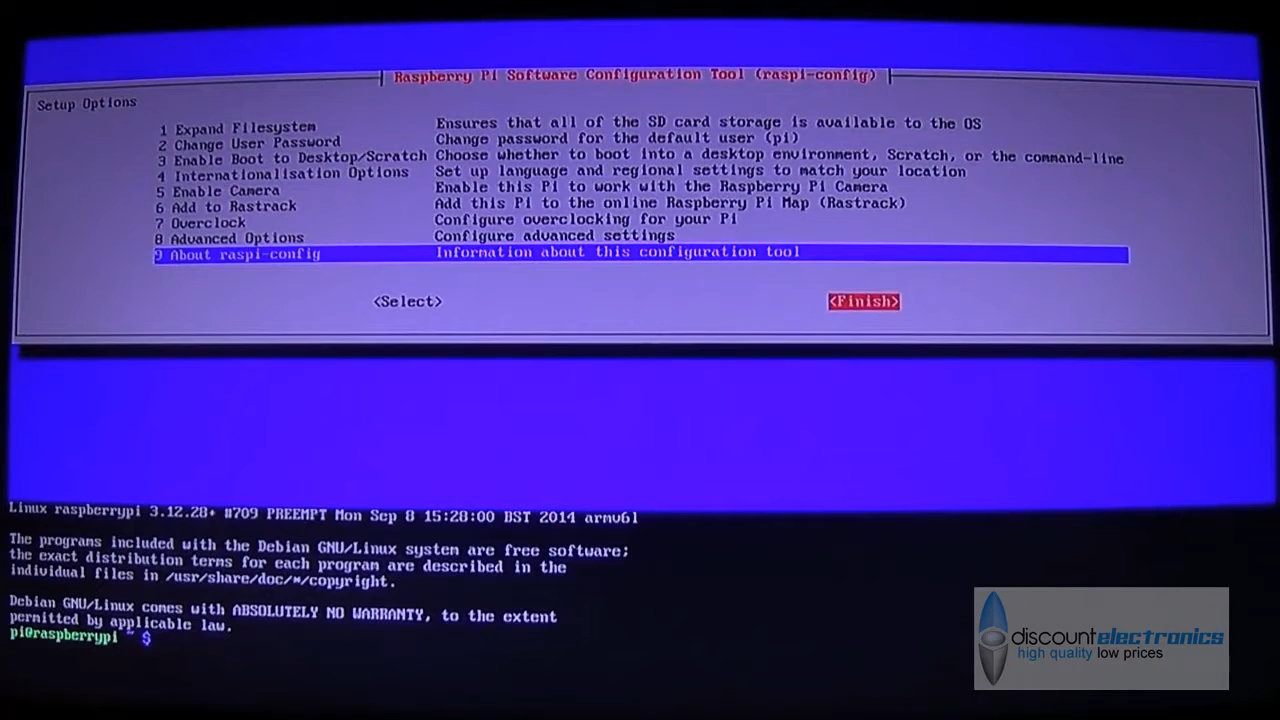 Raspberry Pi Software Configuration Tool (raspi-config)
Setup Options
1 Expand Filesystem Ensures that all of the SD card storage is available to the OS
2 Change User Password Change password for the default user (pi)
3 Enable Boot to Desktop/Scratch Choose whether to boot into a desktop environment, Scratch, or the command-line
4 Internationalisation Options Set up language and regional settings to match your location
5 Enable Camera Enable this Pi to work with the Raspberry Pi Camera
6 Add to Rastrack Add this Pi to the online Raspberry Pi Map (Rastrack)
7 Overclock Configure overclocking for your Pi
8 Advanced Options Configure advanced settings
9 About raspi-config Information about this configuration tool
<Select> <Finish>
Linux raspberrypi 3.12.28+ #709 PREEMPT Mon Sep 8 15:28:00 BST 2014 armv6l
The programs included with the Debian GNU/Linux system are free software;
the exact distribution terms for each program are described in the
individual files in /usr/share/doc/*/copyright.
Debian GNU/Linux comes with ABSOLUTELY NO WARRANTY, to the extent
permitted by applicable law.
pi@raspberrypi ~ $
discountelectronics
high quality low prices